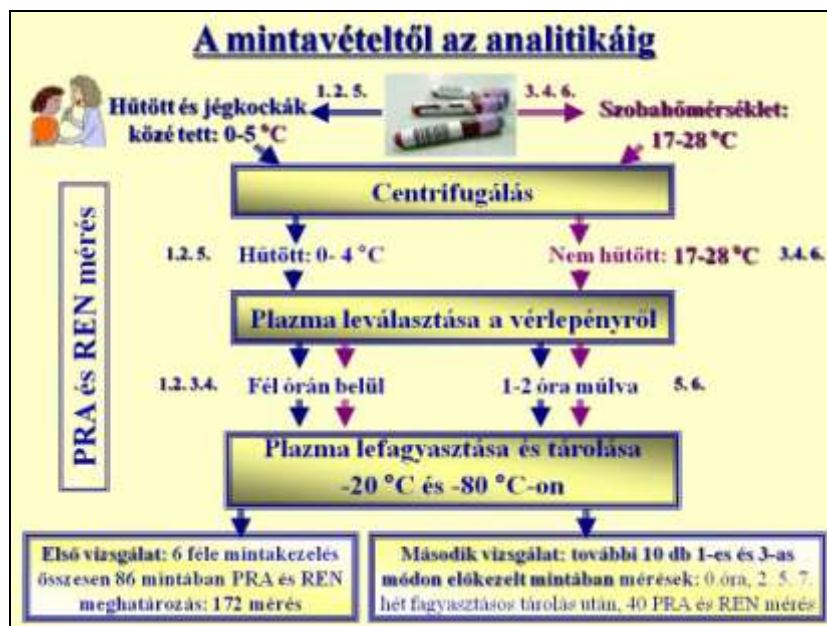 A mintavételtől az analitikáig
1. 2. 5.
3. 4. 6.
Hűtött és jégkockák
közé tett: 0-5 °C
Szobahőmérséklet:
17-28 °C
Centrifugálás
PRA és REN mérés
1.2. 5.
Hűtött: 0- 4 °C
Nem hűtött: 17-28 °C
3.4. 6.
Plazma leválasztása a vérlepényről
1.2. 3.4.
Fél órán belül
1-2 óra múlva
5. 6.
Plazma lefagyasztása és tárolása
-20 °C és -80 °C-on
Első vizsgálat: 6 féle mintakezelés
összesen 86 mintában PRA és REN
meghatározás: 172 mérés
Második vizsgálat: további 10 db 1-es és 3-as
módon előkezelt mintában mérések: 0.óra, 2. 5. 7.
hét fagyasztásos tárolás után, 40 PRA és REN mérés